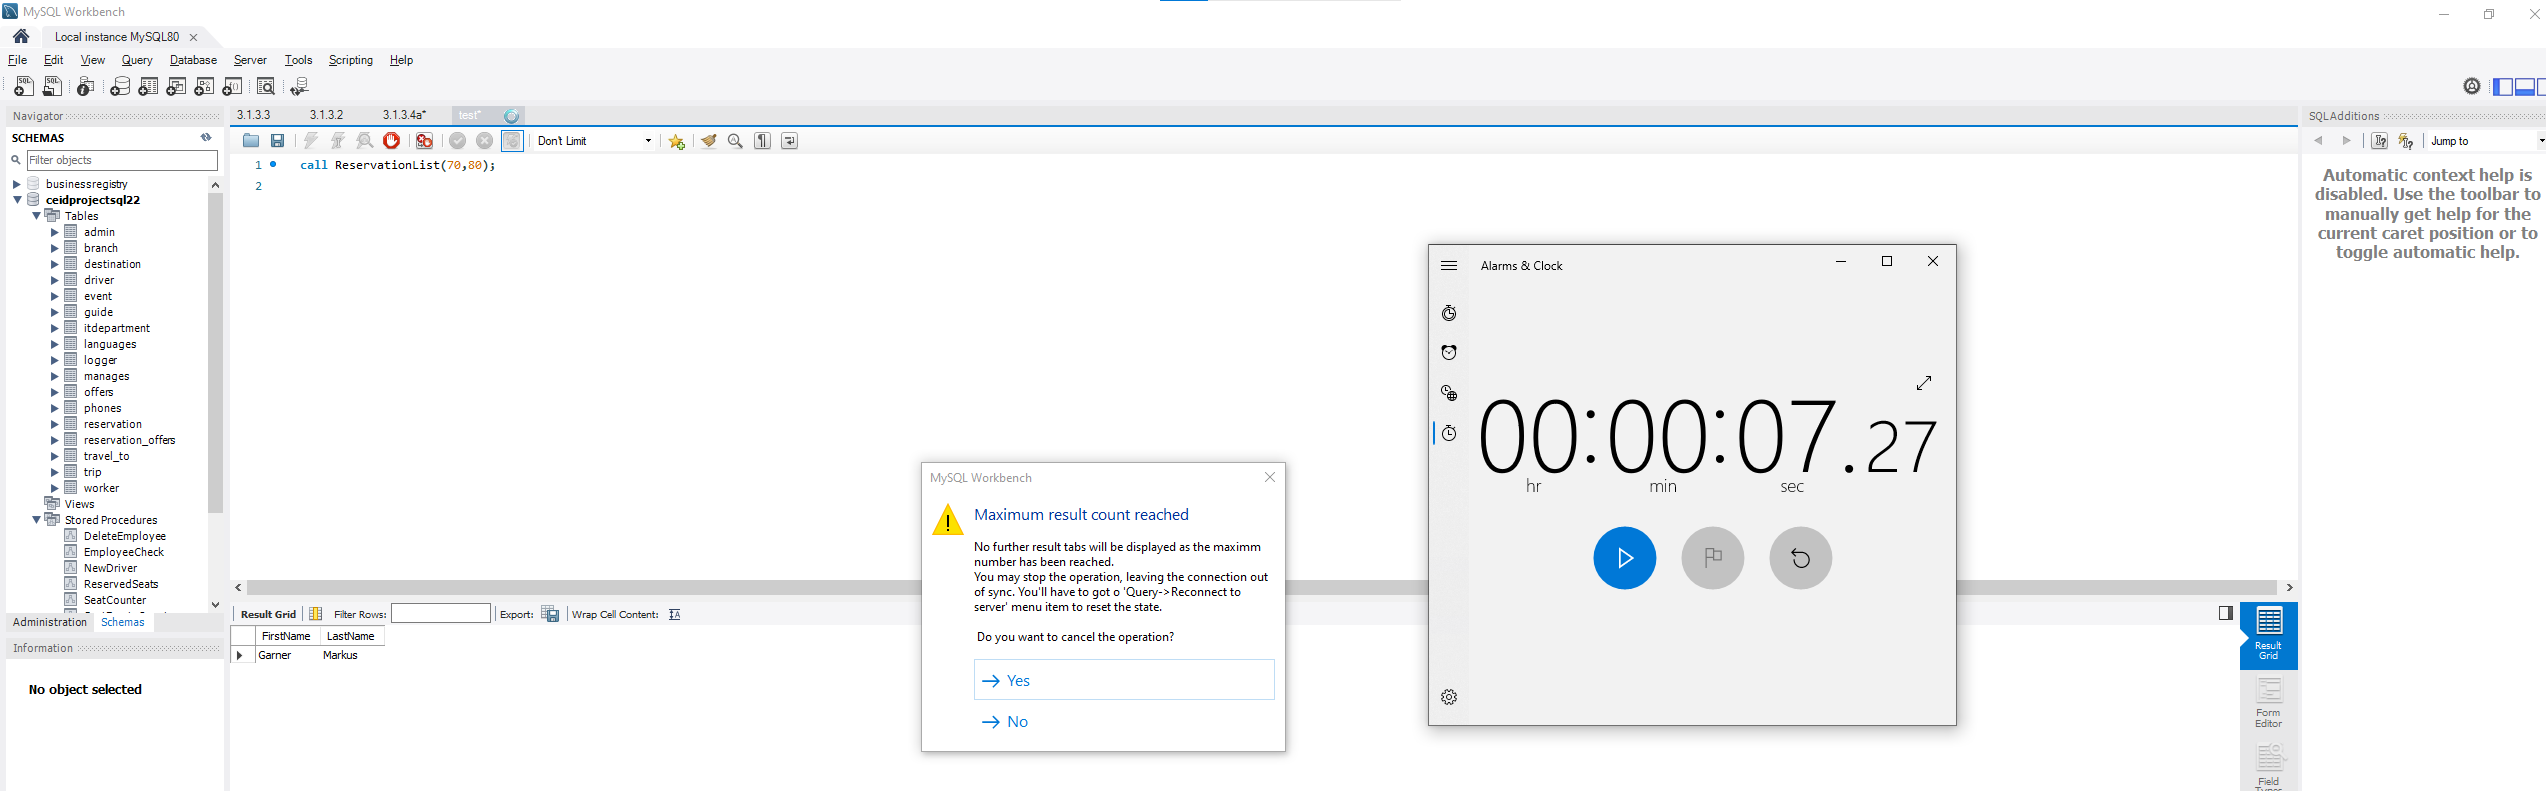 MySQL Workbench
Local instance MySQL80
File Edit View Query Database Server Tools Scripting Help
Navigator
SCHEMAS
Filter objects
businessregistry
ceidprojectsql22
Tables
admin
branch
destination
driver
event
guide
itdepartment
languages
logger
manages
offers
phones
reservation
reservation_offers
travel_to
trip
worker
Views
Stored Procedures
DeleteEmployee
EmployeeCheck
NewDriver
ReservedSeats
SeatCounter
Administration Schemas
Information
No object selected
3.1.3.3 3.1.3.2 3.1.3.4a* test*
Don't Limit
1 call ReservationList(70,80);
2
Result Grid Filter Rows: Export: Wrap Cell Content:
FirstName LastName
Garner Markus
MySQL Workbench
Maximum result count reached
No further result tabs will be displayed as the maximm
number has been reached.
You may stop the operation, leaving the connection out
of sync. You'll have to got o 'Query->Reconnect to
server' menu item to reset the state.
Do you want to cancel the operation?
Yes
No
Alarms & Clock
00:00:07.27
hr min sec
Result
Grid
Form
Editor
Field
SQLAdditions
Jump to
Automatic context help is
disabled. Use the toolbar to
manually get help for the
current caret position or to
toggle automatic help.